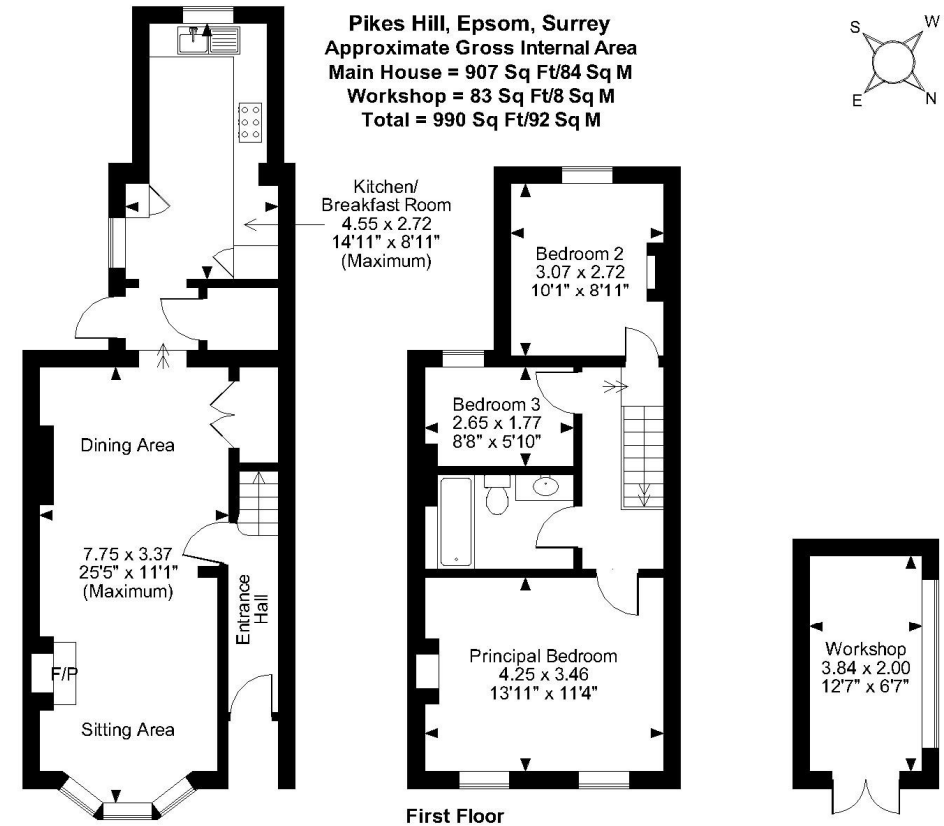 Pikes Hill, Epsom, Surrey
Approximate Gross Internal Area
Main House = 907 Sq Ft/84 Sq M
Workshop = 83 Sq Ft/8 Sq M
Total = 990 Sq Ft/92 Sq M
S
W
E
N
Kitchen/
Breakfast Room
4.55 x 2.72
14'11" x 8'11"
(Maximum)
Bedroom 2
3.07 x 2.72
10'1" x 8'11"
Dining Area
Bedroom 3
2.65 x 1.77
8'8" x 5'10"
7.75 x 3.37
25'5" x 11'1"
(Maximum)
Entrance
Hall
F/P
Sitting Area
Principal Bedroom
4.25 x 3.46
13'11" x 11'4"
Workshop
3.84 x 2.00
12'7" x 6'7"
First Floor